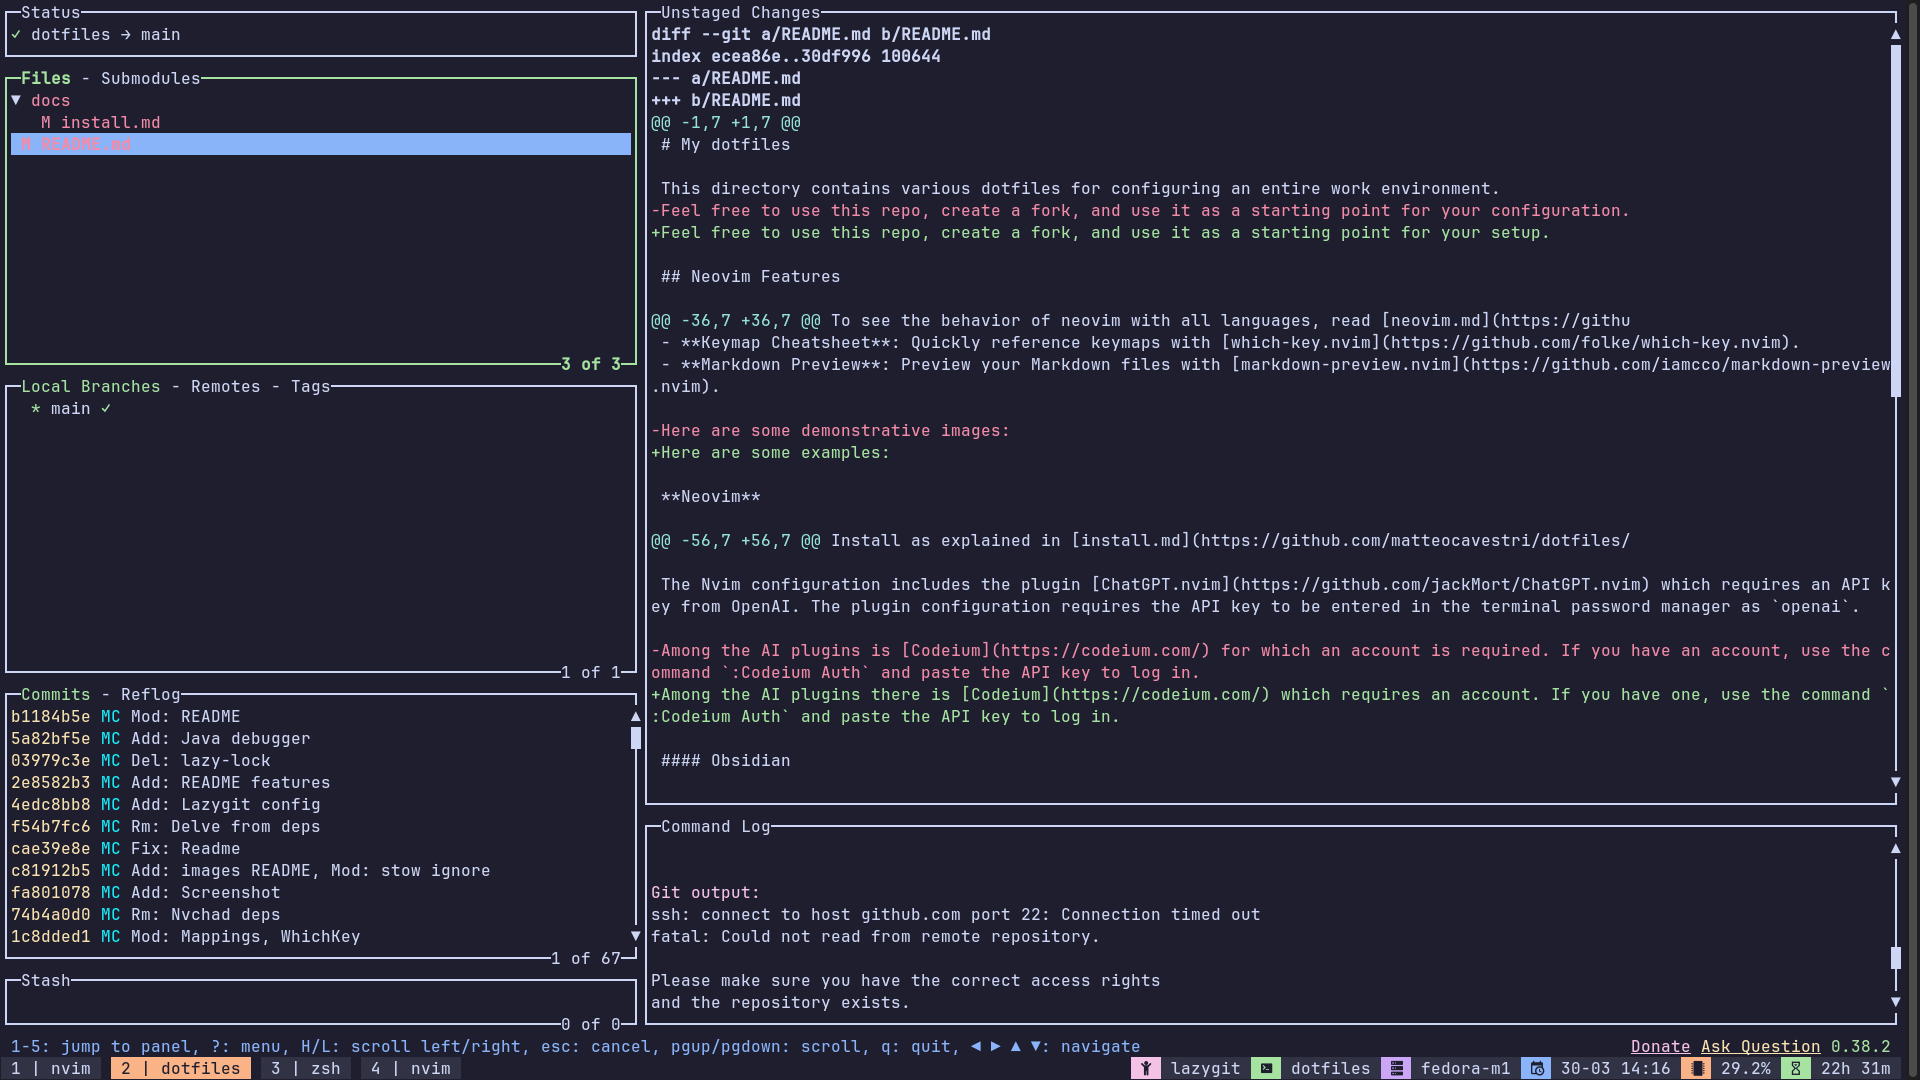 Status
✓ dotfiles → main
Files - Submodules
▼ docs
M install.md
M README.md
3 of 3
Local Branches - Remotes - Tags
* main ✓
1 of 1
Commits - Reflog
b1184b5e MC Mod: README
5a82bf5e MC Add: Java debugger
03979c3e MC Del: lazy-lock
2e8582b3 MC Add: README features
4edc8bb8 MC Add: Lazygit config
f54b7fc6 MC Rm: Delve from deps
cae39e8e MC Fix: Readme
c81912b5 MC Add: images README, Mod: stow ignore
fa801078 MC Add: Screenshot
74b4a0d0 MC Rm: Nvchad deps
1c8dded1 MC Mod: Mappings, WhichKey
1 of 67
Stash
0 of 0
Unstaged Changes
diff --git a/README.md b/README.md
index ecea86e..30df996 100644
--- a/README.md
+++ b/README.md
@@ -1,7 +1,7 @@
# My dotfiles
This directory contains various dotfiles for configuring an entire work environment.
-Feel free to use this repo, create a fork, and use it as a starting point for your configuration.
+Feel free to use this repo, create a fork, and use it as a starting point for your setup.
## Neovim Features
@@ -36,7 +36,7 @@ To see the behavior of neovim with all languages, read [neovim.md](https://githu
- **Keymap Cheatsheet**: Quickly reference keymaps with [which-key.nvim](https://github.com/folke/which-key.nvim).
- **Markdown Preview**: Preview your Markdown files with [markdown-preview.nvim](https://github.com/iamcco/markdown-preview
.nvim).
-Here are some demonstrative images:
+Here are some examples:
**Neovim**
@@ -56,7 +56,7 @@ Install as explained in [install.md](https://github.com/matteocavestri/dotfiles/
The Nvim configuration includes the plugin [ChatGPT.nvim](https://github.com/jackMort/ChatGPT.nvim) which requires an API k
ey from OpenAI. The plugin configuration requires the API key to be entered in the terminal password manager as `openai`.
-Among the AI plugins is [Codeium](https://codeium.com/) for which an account is required. If you have an account, use the c
ommand `:Codeium Auth` and paste the API key to log in.
+Among the AI plugins there is [Codeium](https://codeium.com/) which requires an account. If you have one, use the command `
:Codeium Auth` and paste the API key to log in.
#### Obsidian
Command Log
Git output:
ssh: connect to host github.com port 22: Connection timed out
fatal: Could not read from remote repository.
Please make sure you have the correct access rights
and the repository exists.
1-5: jump to panel, ?: menu, H/L: scroll left/right, esc: cancel, pgup/pgdown: scroll, q: quit, ◄ ► ▲ ▼: navigate
Donate Ask Question 0.38.2
1 | nvim 2 | dotfiles 3 | zsh 4 | nvim
lazygit dotfiles fedora-m1 30-03 14:16 29.2% 22h 31m